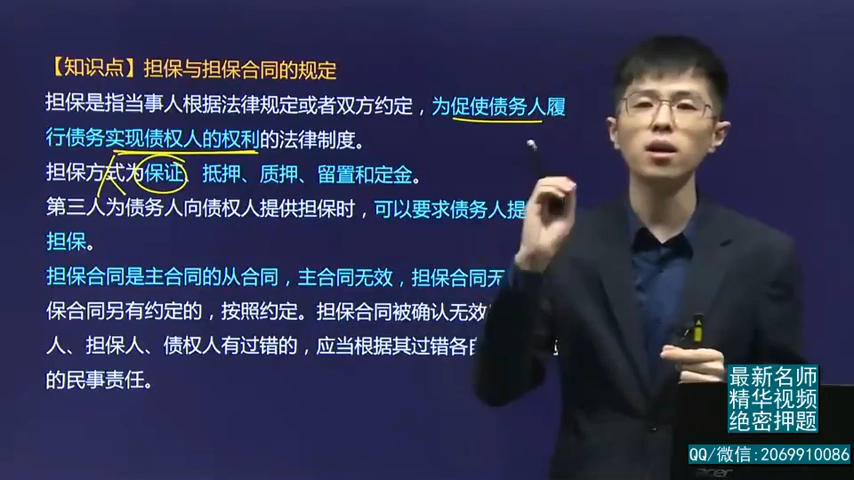 【知识点】担保与担保合同的规定
担保是指当事人根据法律规定或者双方约定，为促使债务人履
行债务实现债权人的权利的法律制度。
担保方式为保证、抵押、质押、留置和定金。
第三人为债务人向债权人提供担保时，可以要求债务人提
担保。
担保合同是主合同的从合同，主合同无效，担保合同无
保合同另有约定的，按照约定。担保合同被确认无效
人、担保人、债权人有过错的，应当根据其过错各自
的民事责任。
人
最新名师
精华视频
绝密押题
QQ/微信:2069910086
acer